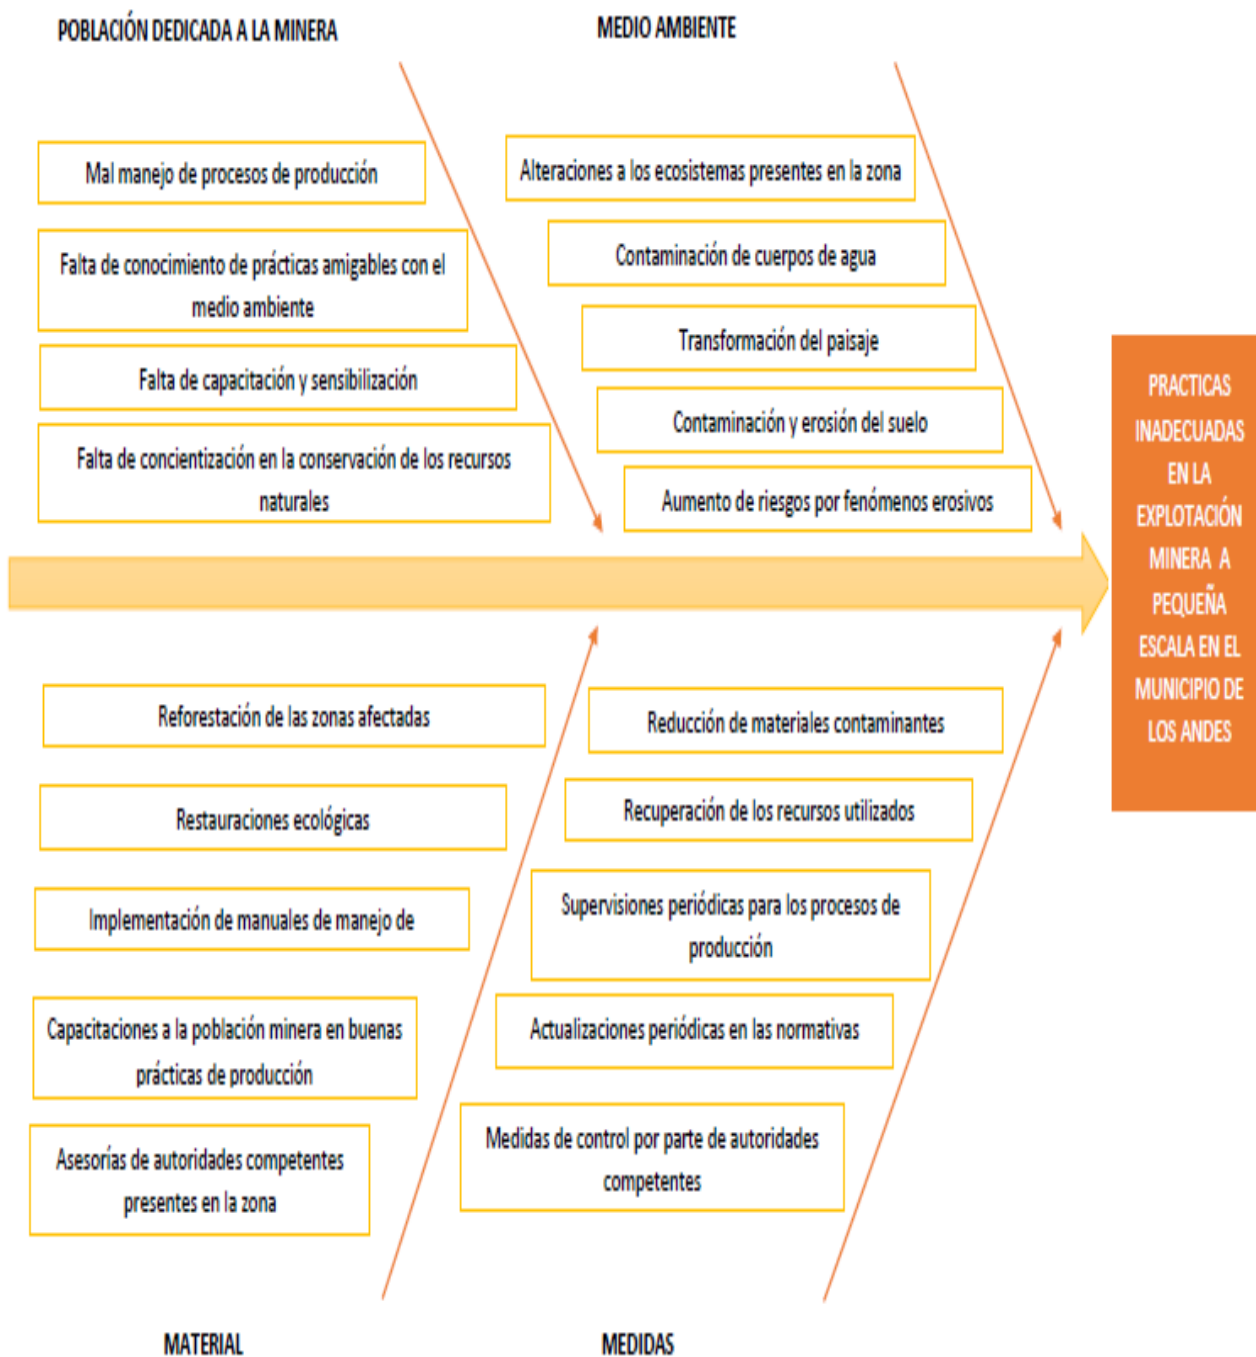 POBLACIÓN DEDICADA A LA MINERA
Mal manejo de procesos de producción
Falta de conocimiento de prácticas amigables con el
medio ambiente
Falta de capacitación y sensibilización
Falta de concientización en la conservación de los recursos
naturales
MEDIO AMBIENTE
Alteraciones a los ecosistemas presentes en la zona
Contaminación de cuerpos de agua
Transformación del paisaje
Contaminación y erosión del suelo
Aumento de riesgos por fenómenos erosivos
PRACTICAS
INADECUADAS
EN LA
EXPLOTACIÓN
MINERA A
PEQUEÑA
ESCALA EN EL
MUNICIPIO DE
LOS ANDES
Reforestación de las zonas afectadas
Restauraciones ecológicas
Implementación de manuales de manejo de
Capacitaciones a la población minera en buenas
prácticas de producción
Asesorías de autoridades competentes
presentes en la zona
MATERIAL
Reducción de materiales contaminantes
Recuperación de los recursos utilizados
Supervisiones periódicas para los procesos de
producción
Actualizaciones periódicas en las normativas
Medidas de control por parte de autoridades
competentes
MEDIDAS